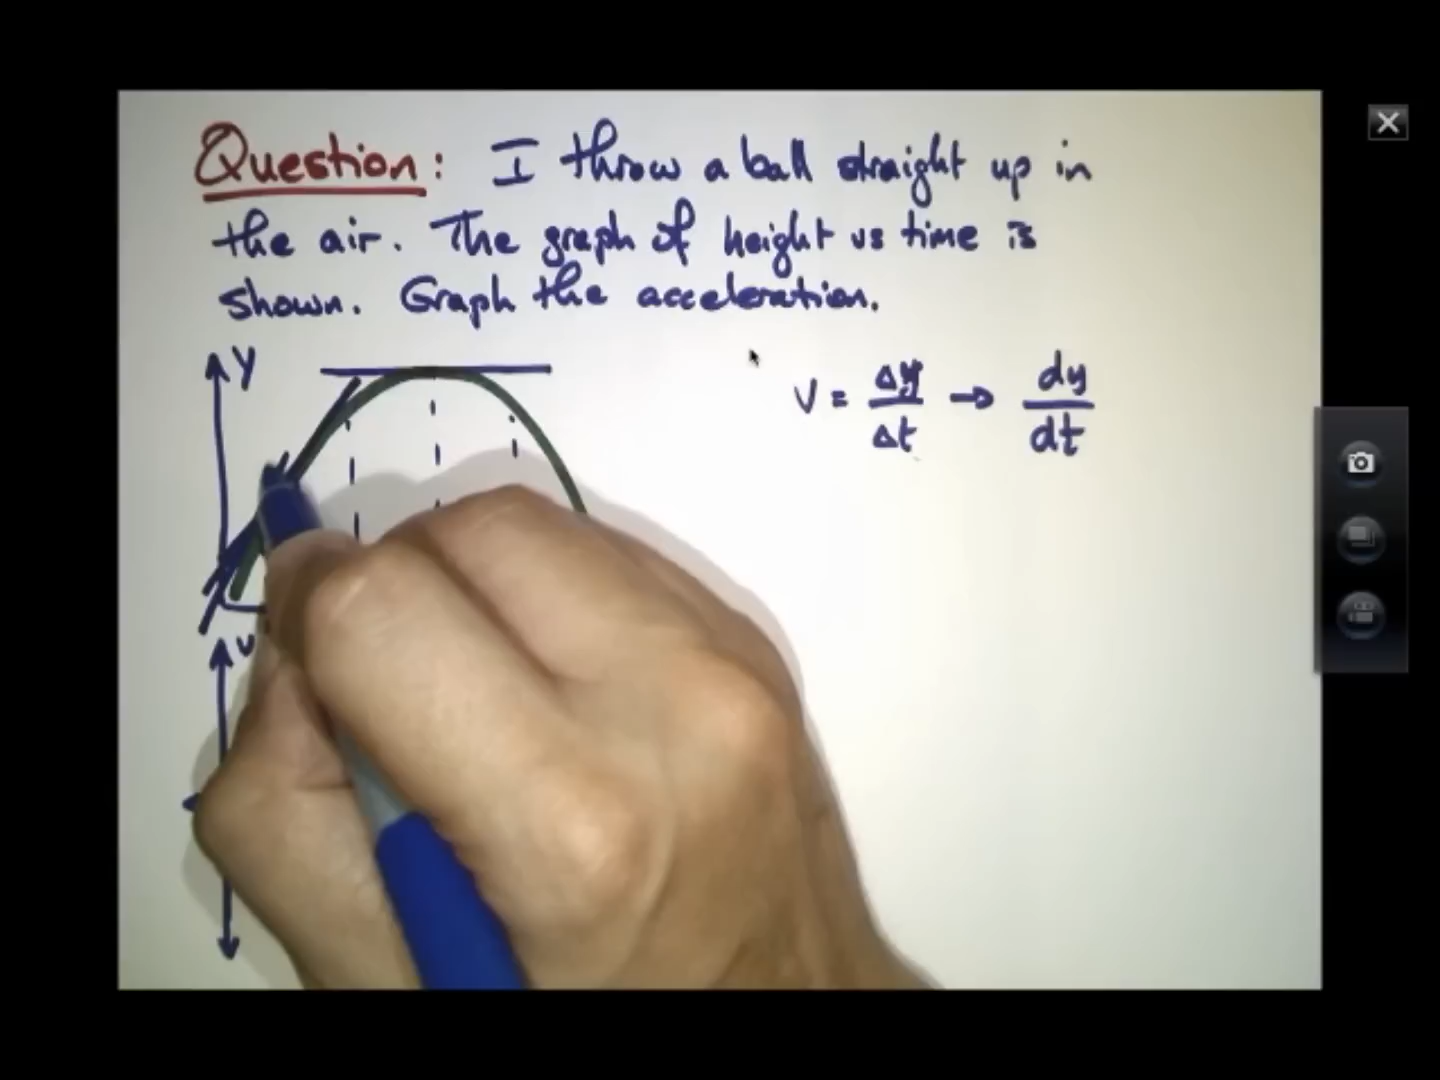 Question: I throw a ball straight up in
the air. The graph of height vs time is
shown. Graph the acceleration.
y
V = Δy/Δt → dy/dt
v